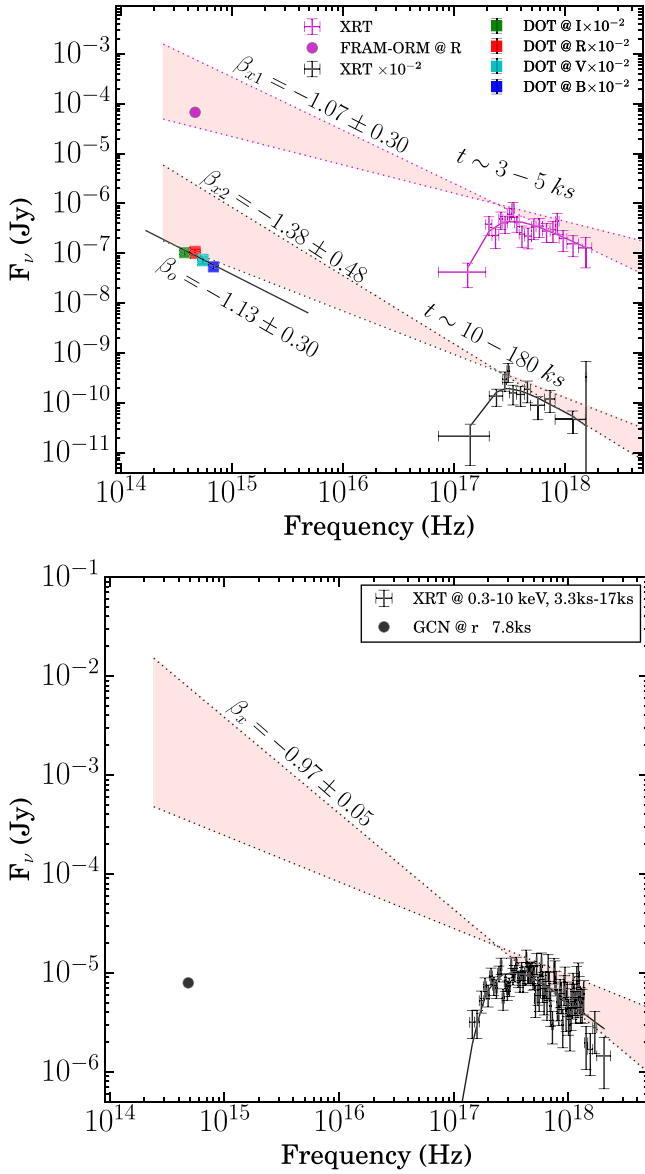 XRT
FRAM-ORM @ R
XRT ×10⁻²
DOT @ I×10⁻²
DOT @ R×10⁻²
DOT @ V×10⁻²
DOT @ B×10⁻²
10⁻³
10⁻⁴
10⁻⁵
10⁻⁶
10⁻⁷
10⁻⁸
10⁻⁹
10⁻¹⁰
10⁻¹¹
F_ν (Jy)
β_x1 = −1.07 ± 0.30
t ∼ 3 − 5 ks
β_x2 = −1.38 ± 0.48
β_o = −1.13 ± 0.30
t ∼ 10 − 180 ks
10¹⁴ 10¹⁵ 10¹⁶ 10¹⁷ 10¹⁸
Frequency (Hz)
XRT @ 0.3-10 keV, 3.3ks-17ks
GCN @ r 7.8ks
10⁻¹
10⁻²
10⁻³
10⁻⁴
10⁻⁵
10⁻⁶
F_ν (Jy)
β_x = −0.97 ± 0.05
10¹⁴ 10¹⁵ 10¹⁶ 10¹⁷ 10¹⁸
Frequency (Hz)